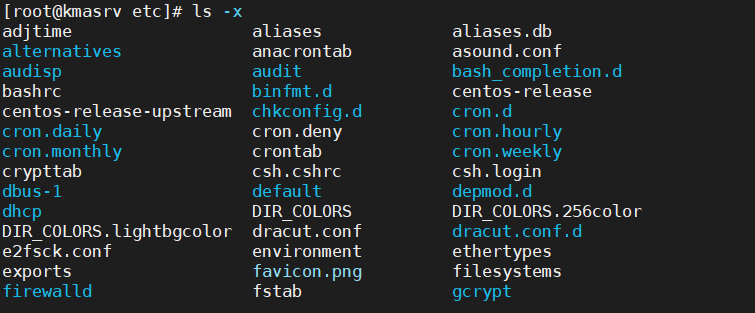 [root@kmasrv etc]# ls -x
adjtime aliases aliases.db
alternatives anacrontab asound.conf
audisp audit bash_completion.d
bashrc binfmt.d centos-release
centos-release-upstream chkconfig.d cron.d
cron.daily cron.deny cron.hourly
cron.monthly crontab cron.weekly
crypttab csh.cshrc csh.login
dbus-1 default depmod.d
dhcp DIR_COLORS DIR_COLORS.256color
DIR_COLORS.lightbgcolor dracut.conf dracut.conf.d
e2fsck.conf environment ethertypes
exports favicon.png filesystems
firewalld fstab gcrypt